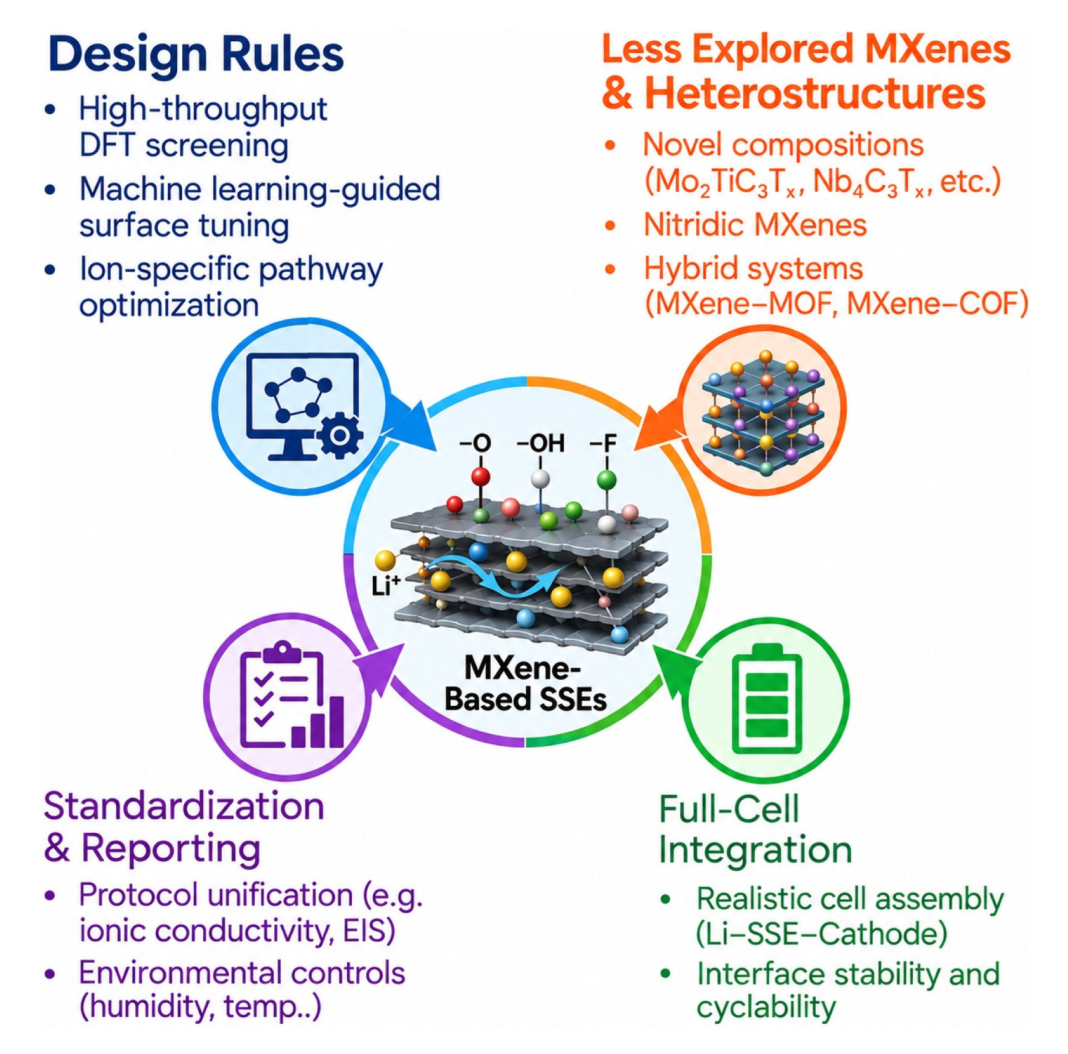 Design Rules
• High-throughput
DFT screening
• Machine learning-guided
surface tuning
• Ion-specific pathway
optimization
Less Explored MXenes
& Heterostructures
• Novel compositions
(Mo₂TiC₃Tₓ, Nb₄C₃Tₓ, etc.)
• Nitridic MXenes
• Hybrid systems
(MXene–MOF, MXene–COF)
–O –OH –F
Li⁺
MXene-
Based SSEs
Standardization
& Reporting
• Protocol unification (e.g.
ionic conductivity, EIS)
• Environmental controls
(humidity, temp..)
Full-Cell
Integration
• Realistic cell assembly
(Li–SSE–Cathode)
• Interface stability and
cyclability